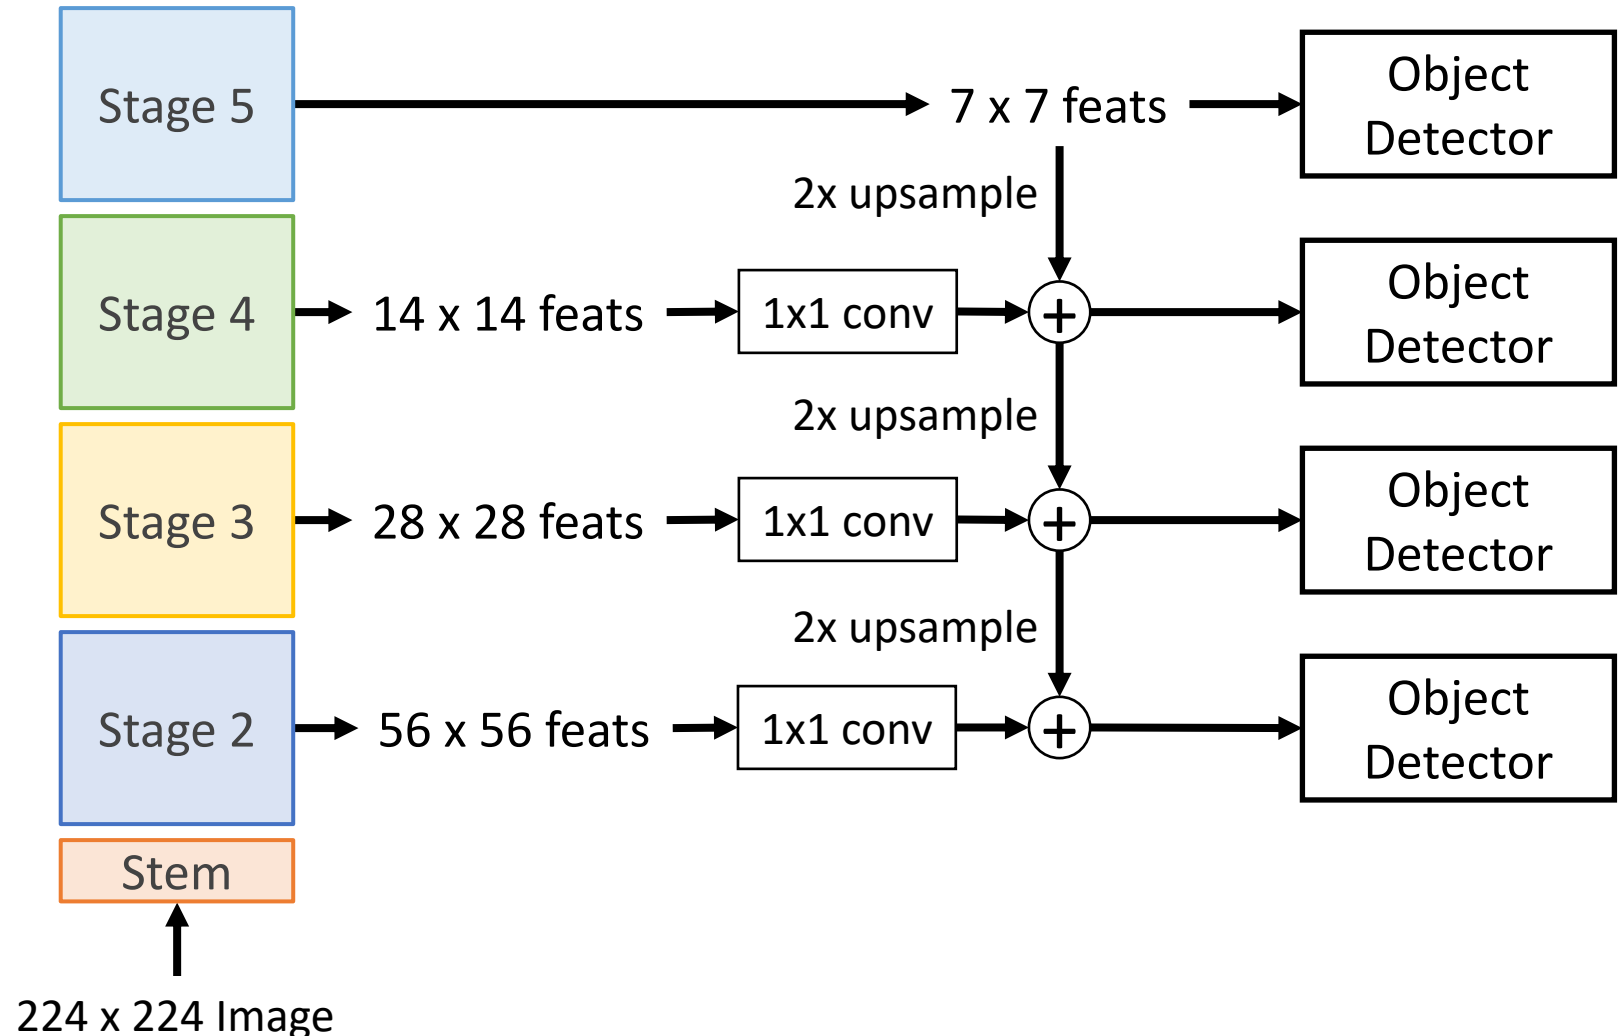 Stage 5
7 x 7 feats
Object
Detector
2x upsample
Stage 4
14 x 14 feats
1x1 conv
+
Object
Detector
2x upsample
Stage 3
28 x 28 feats
1x1 conv
+
Object
Detector
2x upsample
Stage 2
56 x 56 feats
1x1 conv
+
Object
Detector
Stem
224 x 224 Image